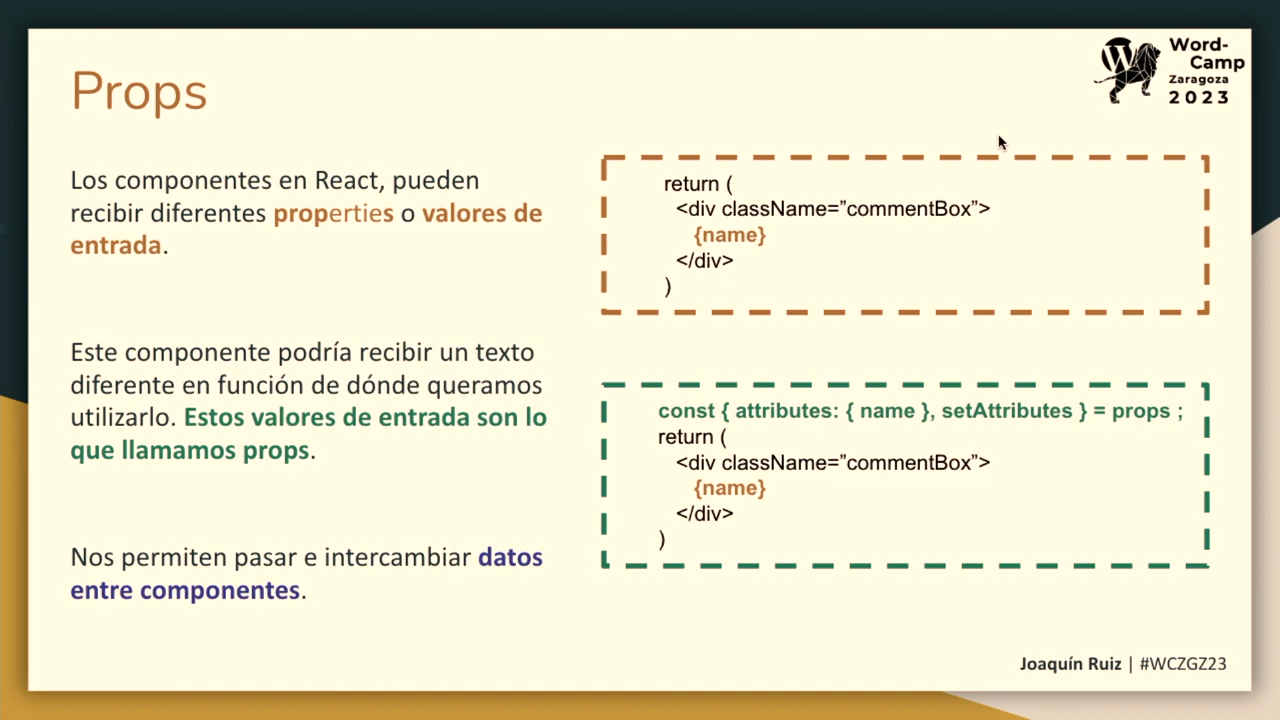 Props
Word-
Camp
Zaragoza
2023
Los componentes en React, pueden
recibir diferentes properties o valores de
entrada.
Este componente podría recibir un texto
diferente en función de dónde queramos
utilizarlo. Estos valores de entrada son lo
que llamamos props.
Nos permiten pasar e intercambiar datos
entre componentes.
return (
<div className=”commentBox”>
{name}
</div>
)
const { attributes: { name }, setAttributes } = props ;
return (
<div className=”commentBox”>
{name}
</div>
)
Joaquín Ruiz | #WCZGZ23